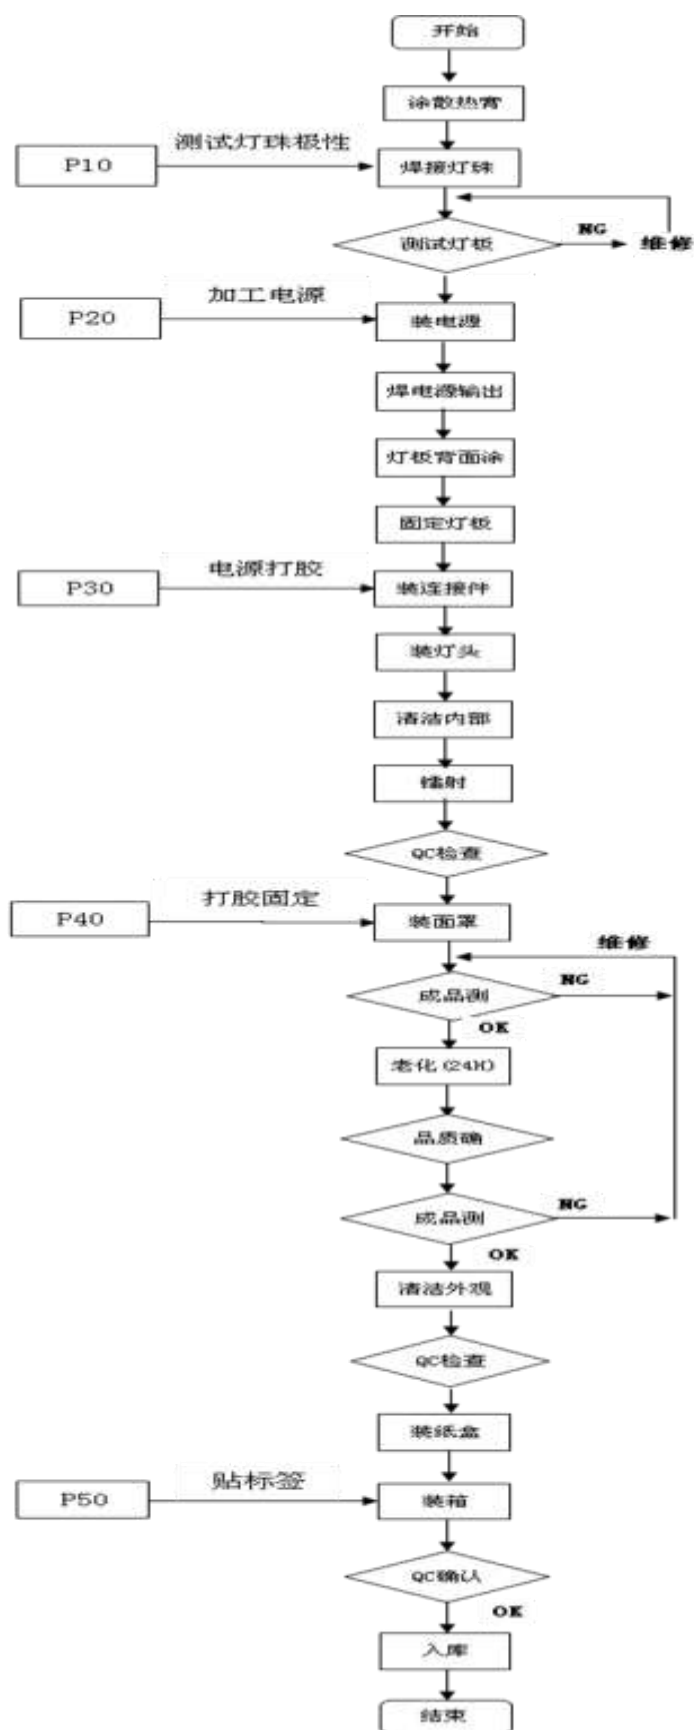 开始
涂散热膏
测试灯珠极性
P10
焊接灯珠
NG
测试灯板
维修
加工电源
P20
装电源
焊电源输出
灯板背面涂
固定灯板
电源打胶
P30
装连接件
装灯头
清洁内部
镭射
QC检查
打胶固定
P40
装面罩
维修
NG
成品测
OK
老化(24H)
品质确
NG
成品测
OK
清洁外观
QC检查
装纸盒
贴标签
P50
装箱
QC确认
OK
入库
结束